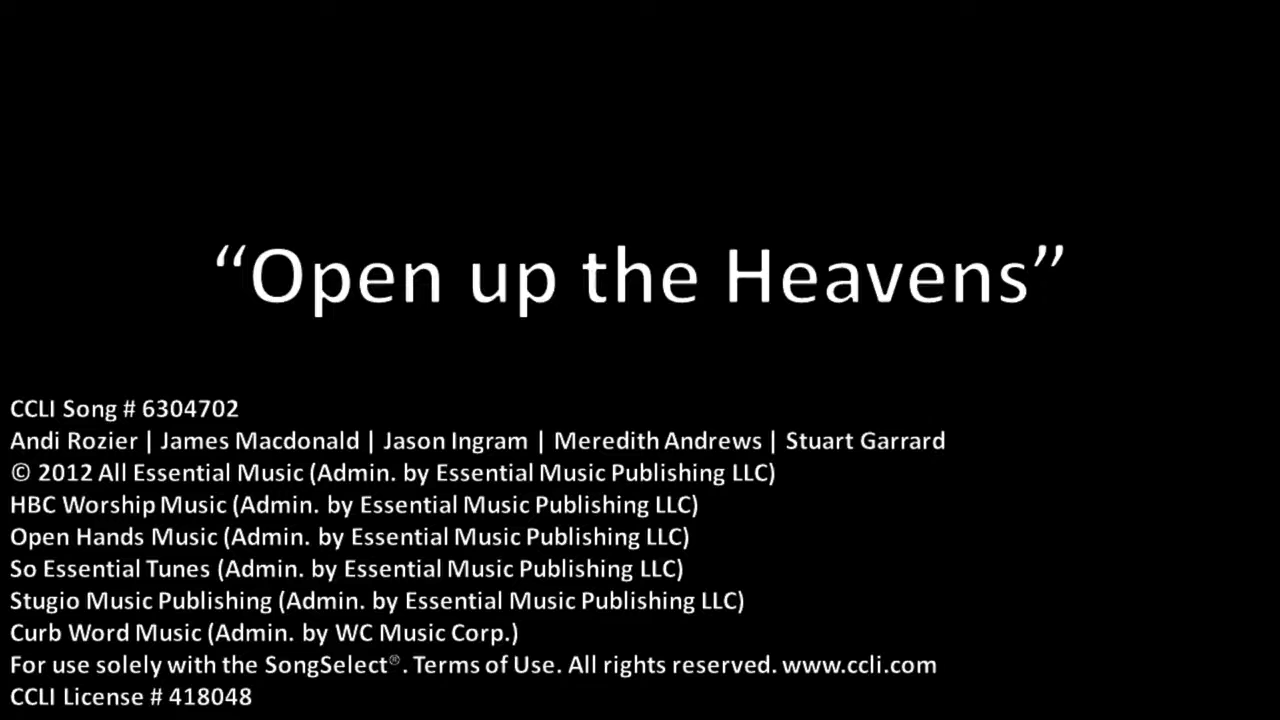 “Open up the Heavens”
CCLI Song # 6304702
Andi Rozier | James Macdonald | Jason Ingram | Meredith Andrews | Stuart Garrard
© 2012 All Essential Music (Admin. by Essential Music Publishing LLC)
HBC Worship Music (Admin. by Essential Music Publishing LLC)
Open Hands Music (Admin. by Essential Music Publishing LLC)
So Essential Tunes (Admin. by Essential Music Publishing LLC)
Stugio Music Publishing (Admin. by Essential Music Publishing LLC)
Curb Word Music (Admin. by WC Music Corp.)
For use solely with the SongSelect®. Terms of Use. All rights reserved. www.ccli.com
CCLI License # 418048